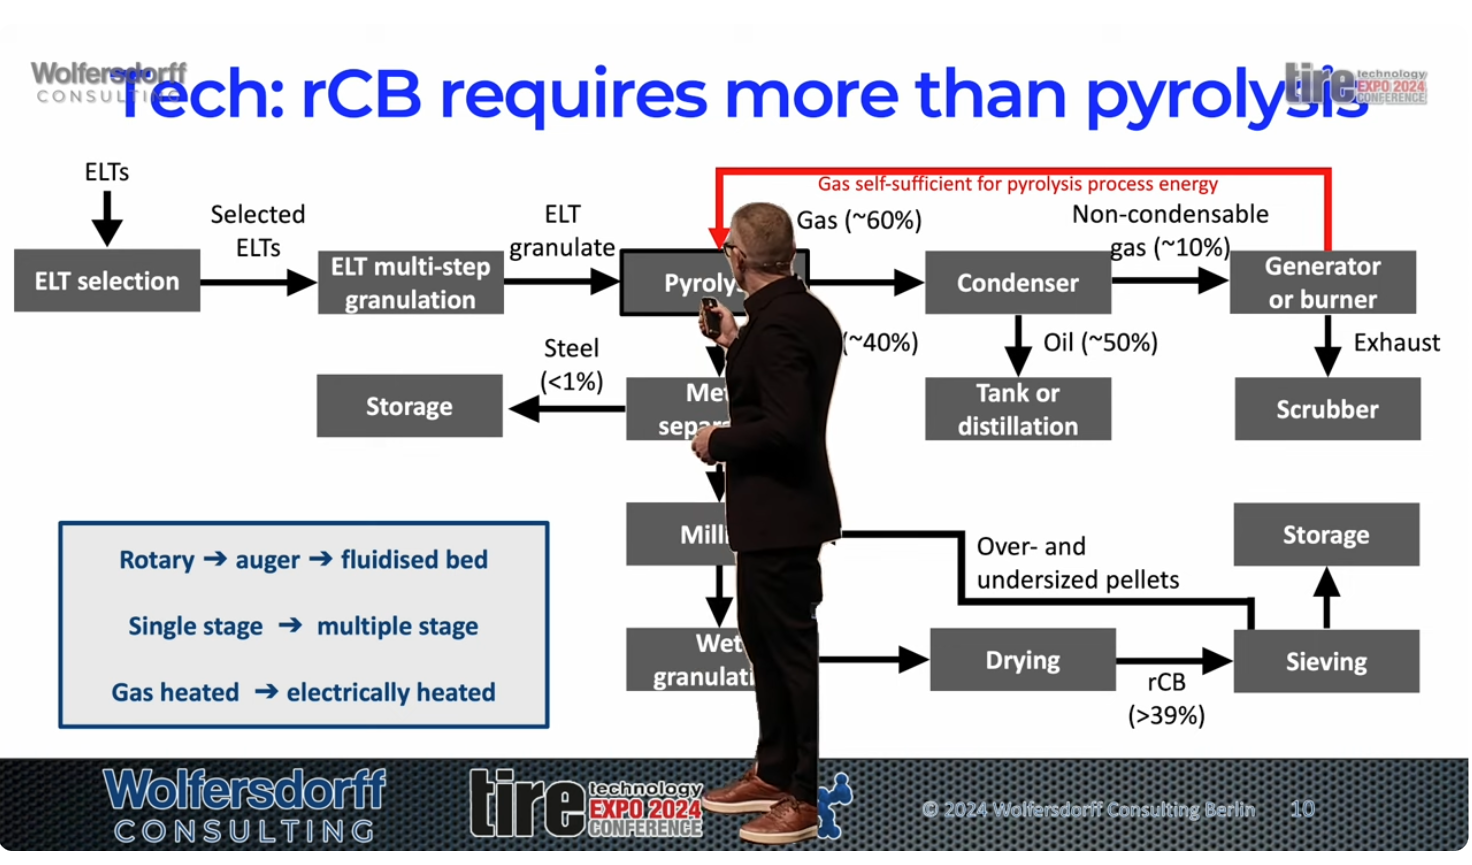 Wolfersdorff
CONSULTING
Tech: rCB requires more than pyrolysis
tire technology
EXPO 2024
CONFERENCE
ELTs
Gas self-sufficient for pyrolysis process energy
Selected
ELTs
ELT
granulate
Gas (~60%)
Non-condensable
gas (~10%)
ELT selection
ELT multi-step
granulation
Condenser
Generator
or burner
Steel
(<1%)
(~40%)
Oil (~50%)
Exhaust
Storage
Tank or
distillation
Scrubber
Rotary → auger → fluidised bed
Single stage → multiple stage
Gas heated → electrically heated
Over- and
undersized pellets
Storage
Wet
Drying
rCB
(>39%)
Sieving
Wolfersdorff
CONSULTING
tire technology
EXPO 2024
CONFERENCE
© 2024 Wolfersdorff Consulting Berlin 10